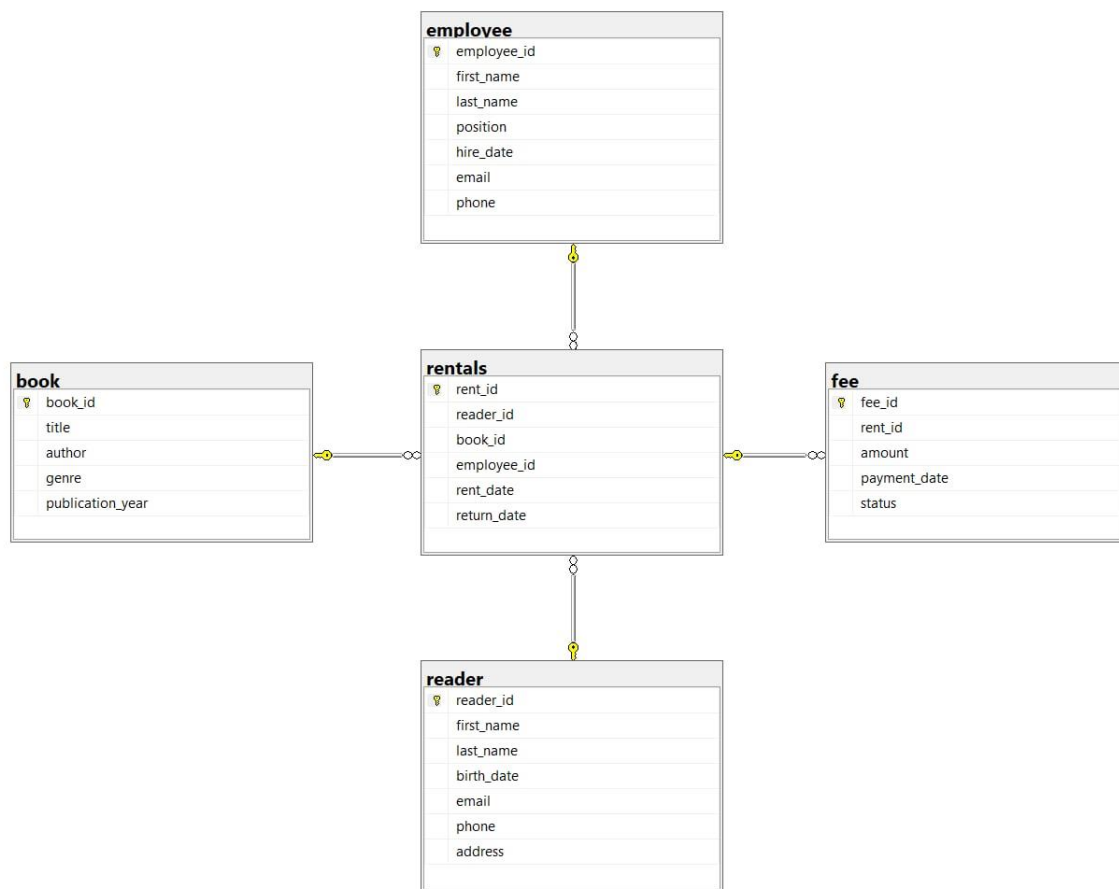 employee
employee_id
first_name
last_name
position
hire_date
email
phone
book
book_id
title
author
genre
publication_year
rentals
rent_id
reader_id
book_id
employee_id
rent_date
return_date
fee
fee_id
rent_id
amount
payment_date
status
reader
reader_id
first_name
last_name
birth_date
email
phone
address